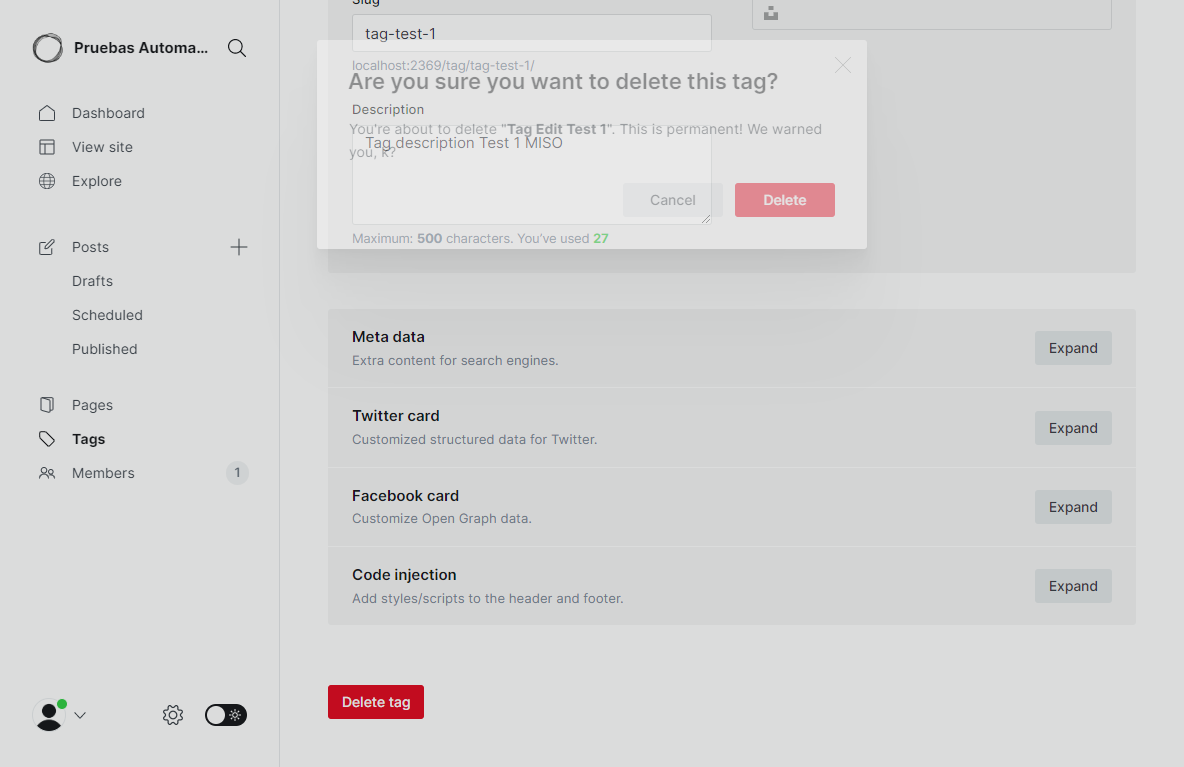 Pruebas Automa...
Dashboard
View site
Explore
Posts
Drafts
Scheduled
Published
Pages
Tags
Members 1
Slug
tag-test-1
localhost:2369/tag/tag-test-1/
Are you sure you want to delete this tag?
Description
You're about to delete "Tag Edit Test 1". This is permanent! We warned
you, k?
Tag description Test 1 MISO
Cancel Delete
Maximum: 500 characters. You've used 27
Meta data
Extra content for search engines.
Expand
Twitter card
Customized structured data for Twitter.
Expand
Facebook card
Customize Open Graph data.
Expand
Code injection
Add styles/scripts to the header and footer.
Expand
Delete tag